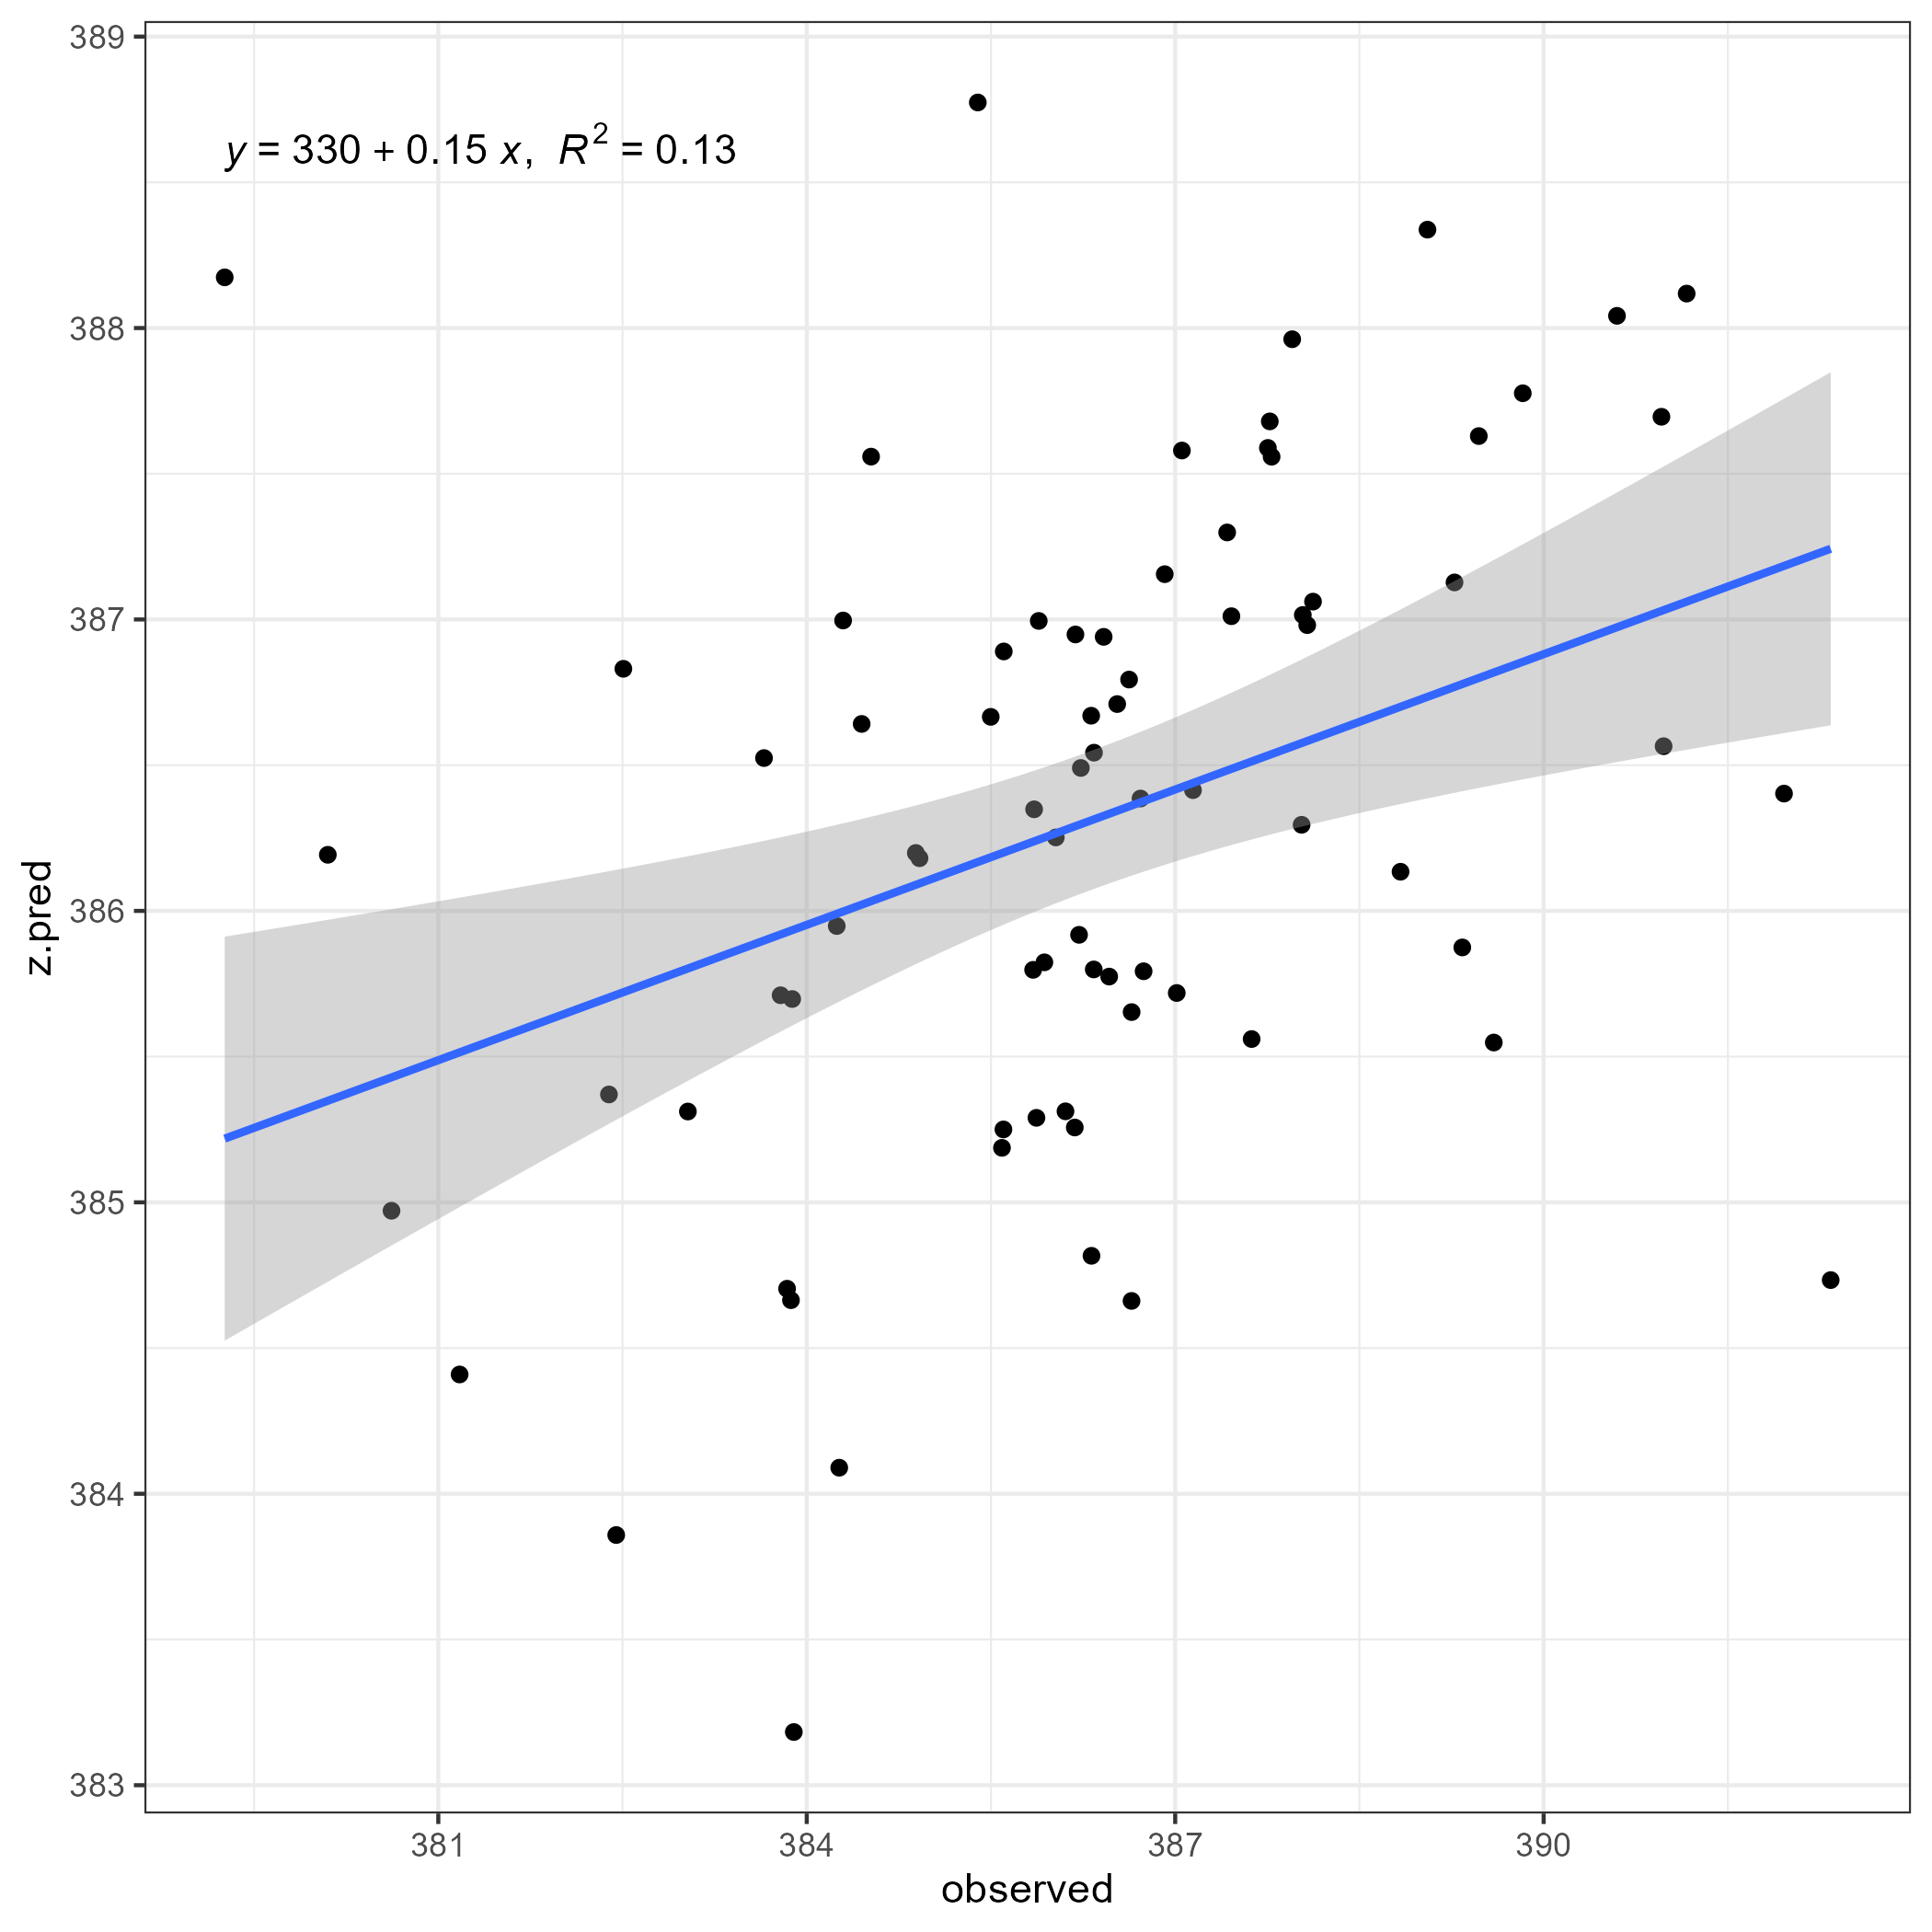 y = 330 + 0.15 x, R² = 0.13
389
388
387
386
385
384
383
z.pred
381 384 387 390
observed